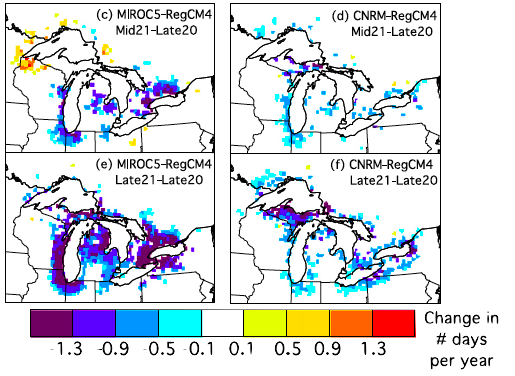 (c) MIROC5–RegCM4
Mid21–Late20
(d) CNRM–RegCM4
Mid21–Late20
(e) MIROC5–RegCM4
Late21–Late20
(f) CNRM–RegCM4
Late21–Late20
-1.3 -0.9 -0.5 -0.1 0.1 0.5 0.9 1.3
Change in
# days
per year